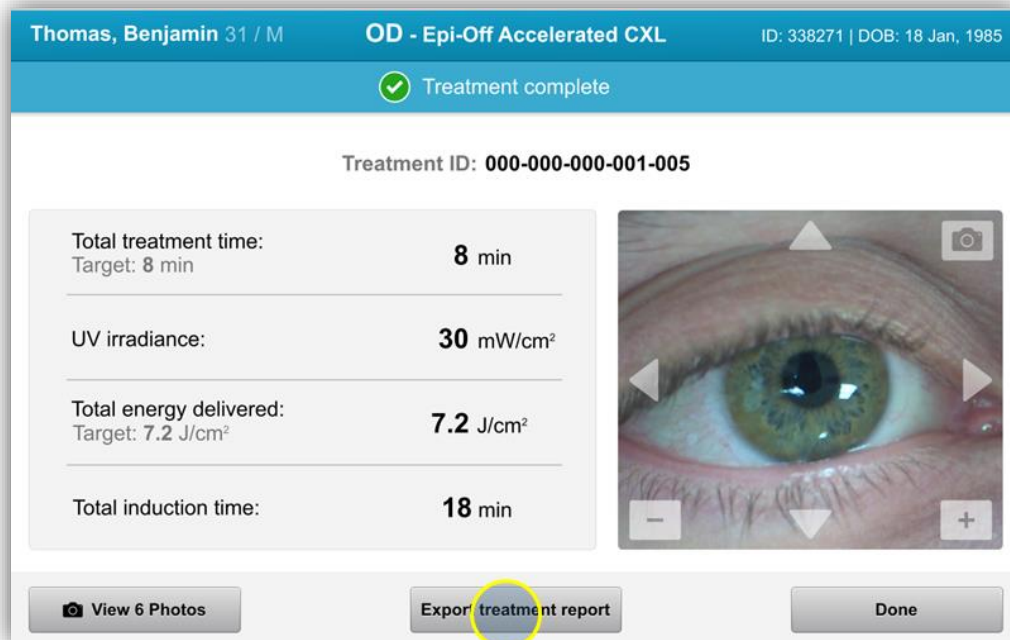 Thomas, Benjamin 31 / M OD - Epi-Off Accelerated CXL ID: 338271 | DOB: 18 Jan, 1985
Treatment complete
Treatment ID: 000-000-000-001-005
Total treatment time: 8 min
Target: 8 min
UV irradiance: 30 mW/cm²
Total energy delivered: 7.2 J/cm²
Target: 7.2 J/cm²
Total induction time: 18 min
View 6 Photos Export treatment report Done